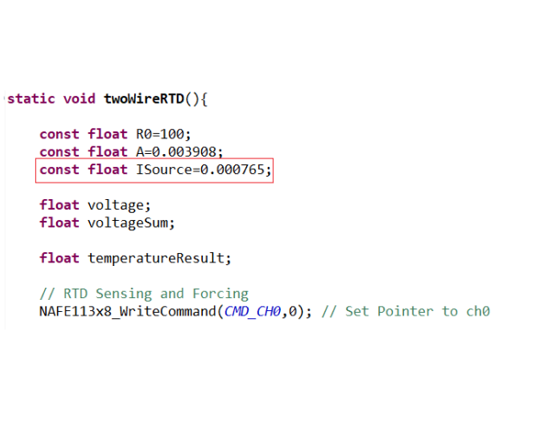 static void twoWireRTD(){
const float R0=100;
const float A=0.003908;
const float ISource=0.000765;
float voltage;
float voltageSum;
float temperatureResult;
// RTD Sensing and Forcing
NAFE113x8_WriteCommand(CMD_CH0,0); // Set Pointer to ch0